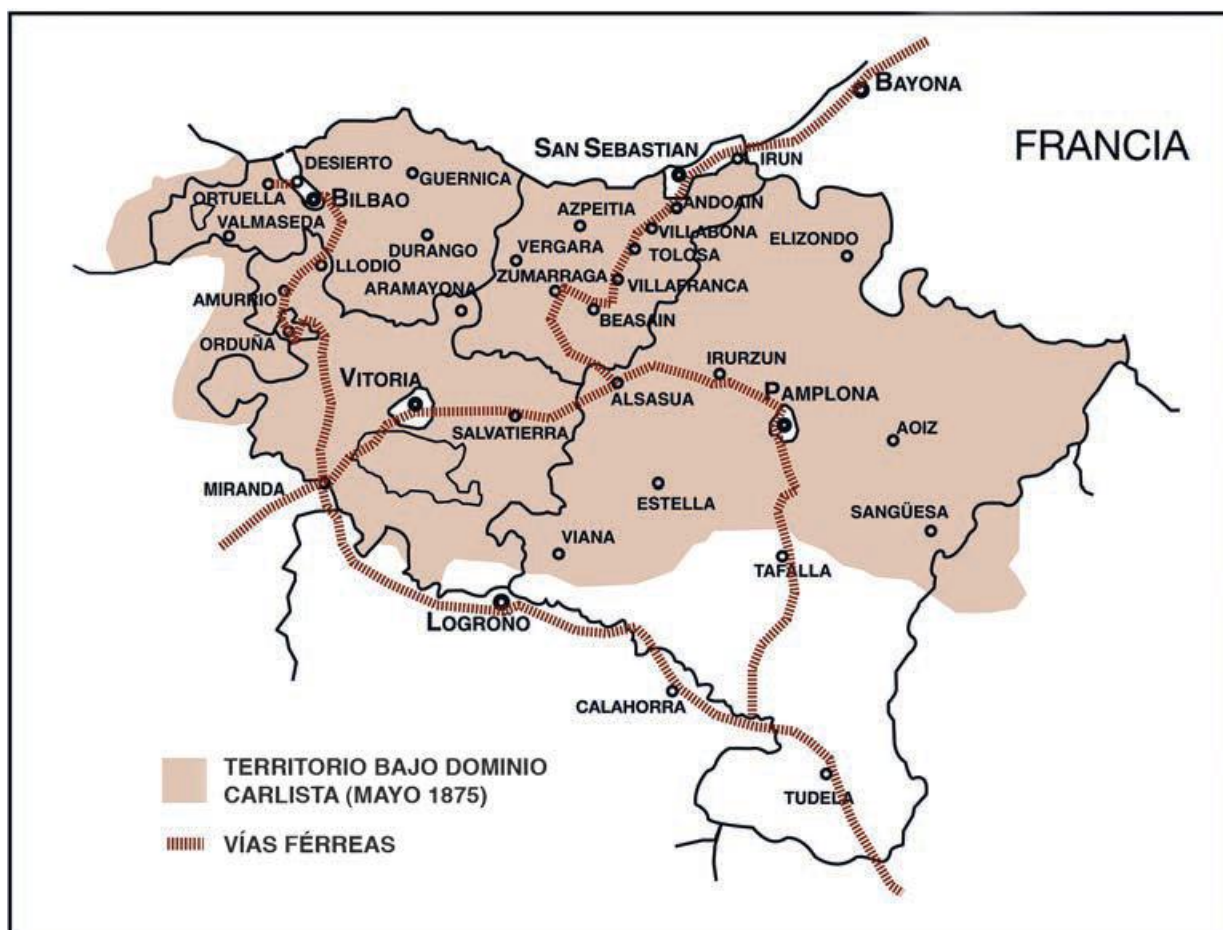 BAYONA
FRANCIA
SAN SEBASTIAN
IRUN
DESIERTO
GUERNICA
ORTUELLA
BILBAO
ANDOAIN
AZPEITIA
VALMASEDA
VILLABONA
ELIZONDO
DURANGO
VERGARA
TOLOSA
LLODIO
ZUMARRAGA
VILLAFRANCA
AMURRIO
ARAMAYONA
BEASAIN
ORDUÑA
VITORIA
IRURZUN
ALSASUA
PAMPLONA
SALVATIERRA
AOIZ
MIRANDA
ESTELLA
SANGÜESA
VIANA
TAFALLA
LOGROÑO
CALAHORRA
TUDELA
TERRITORIO BAJO DOMINIO
CARLISTA (MAYO 1875)
VÍAS FÉRREAS